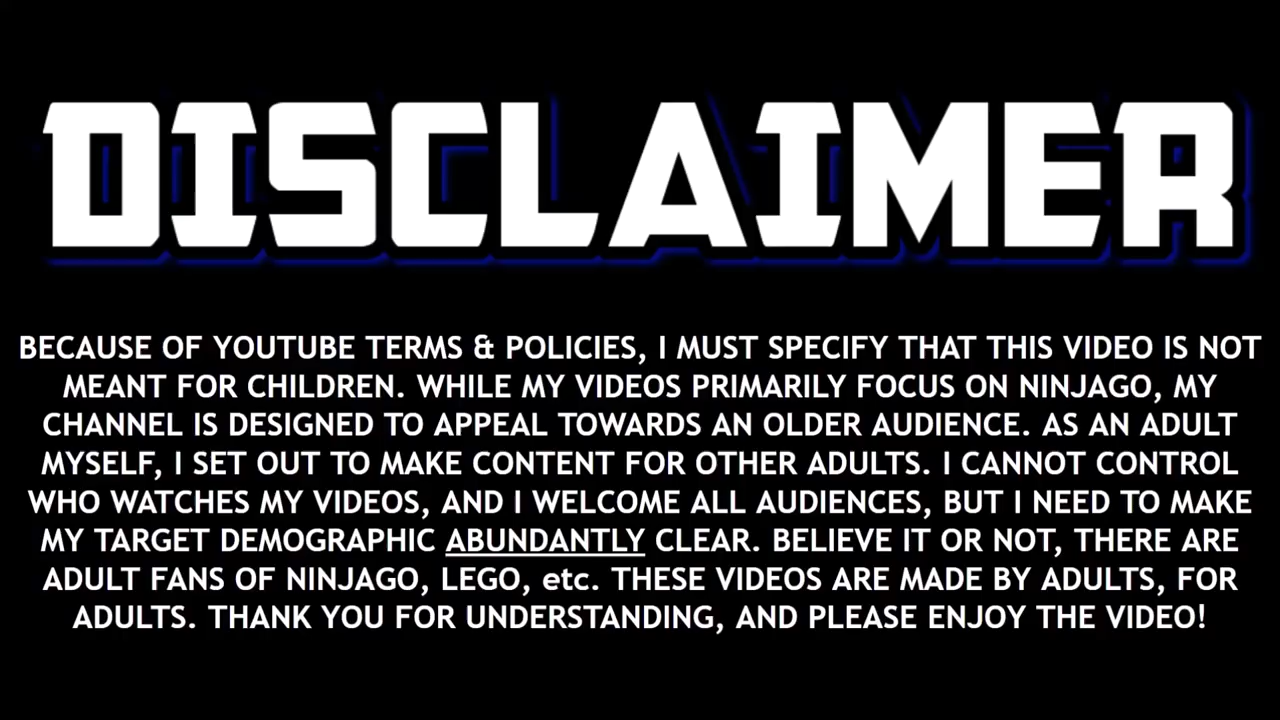 DISCLAIMER
BECAUSE OF YOUTUBE TERMS & POLICIES, I MUST SPECIFY THAT THIS VIDEO IS NOT
MEANT FOR CHILDREN. WHILE MY VIDEOS PRIMARILY FOCUS ON NINJAGO, MY
CHANNEL IS DESIGNED TO APPEAL TOWARDS AN OLDER AUDIENCE. AS AN ADULT
MYSELF, I SET OUT TO MAKE CONTENT FOR OTHER ADULTS. I CANNOT CONTROL
WHO WATCHES MY VIDEOS, AND I WELCOME ALL AUDIENCES, BUT I NEED TO MAKE
MY TARGET DEMOGRAPHIC ABUNDANTLY CLEAR. BELIEVE IT OR NOT, THERE ARE
ADULT FANS OF NINJAGO, LEGO, etc. THESE VIDEOS ARE MADE BY ADULTS, FOR
ADULTS. THANK YOU FOR UNDERSTANDING, AND PLEASE ENJOY THE VIDEO!